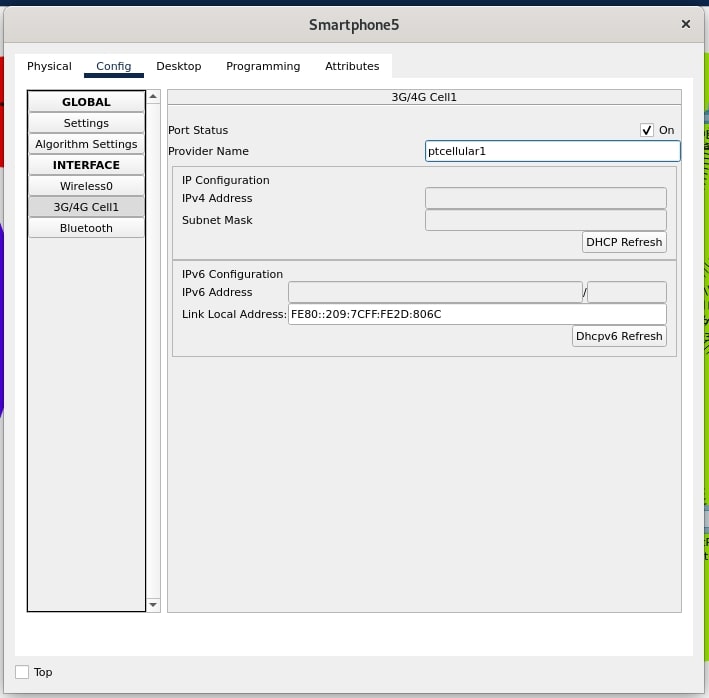 Smartphone5
Physical Config Desktop Programming Attributes
GLOBAL
Settings
Algorithm Settings
INTERFACE
Wireless0
3G/4G Cell1
Bluetooth
3G/4G Cell1
Port Status On
Provider Name ptcellular1
IP Configuration
IPv4 Address
Subnet Mask
DHCP Refresh
IPv6 Configuration
IPv6 Address /
Link Local Address: FE80::209:7CFF:FE2D:806C
Dhcpv6 Refresh
Top